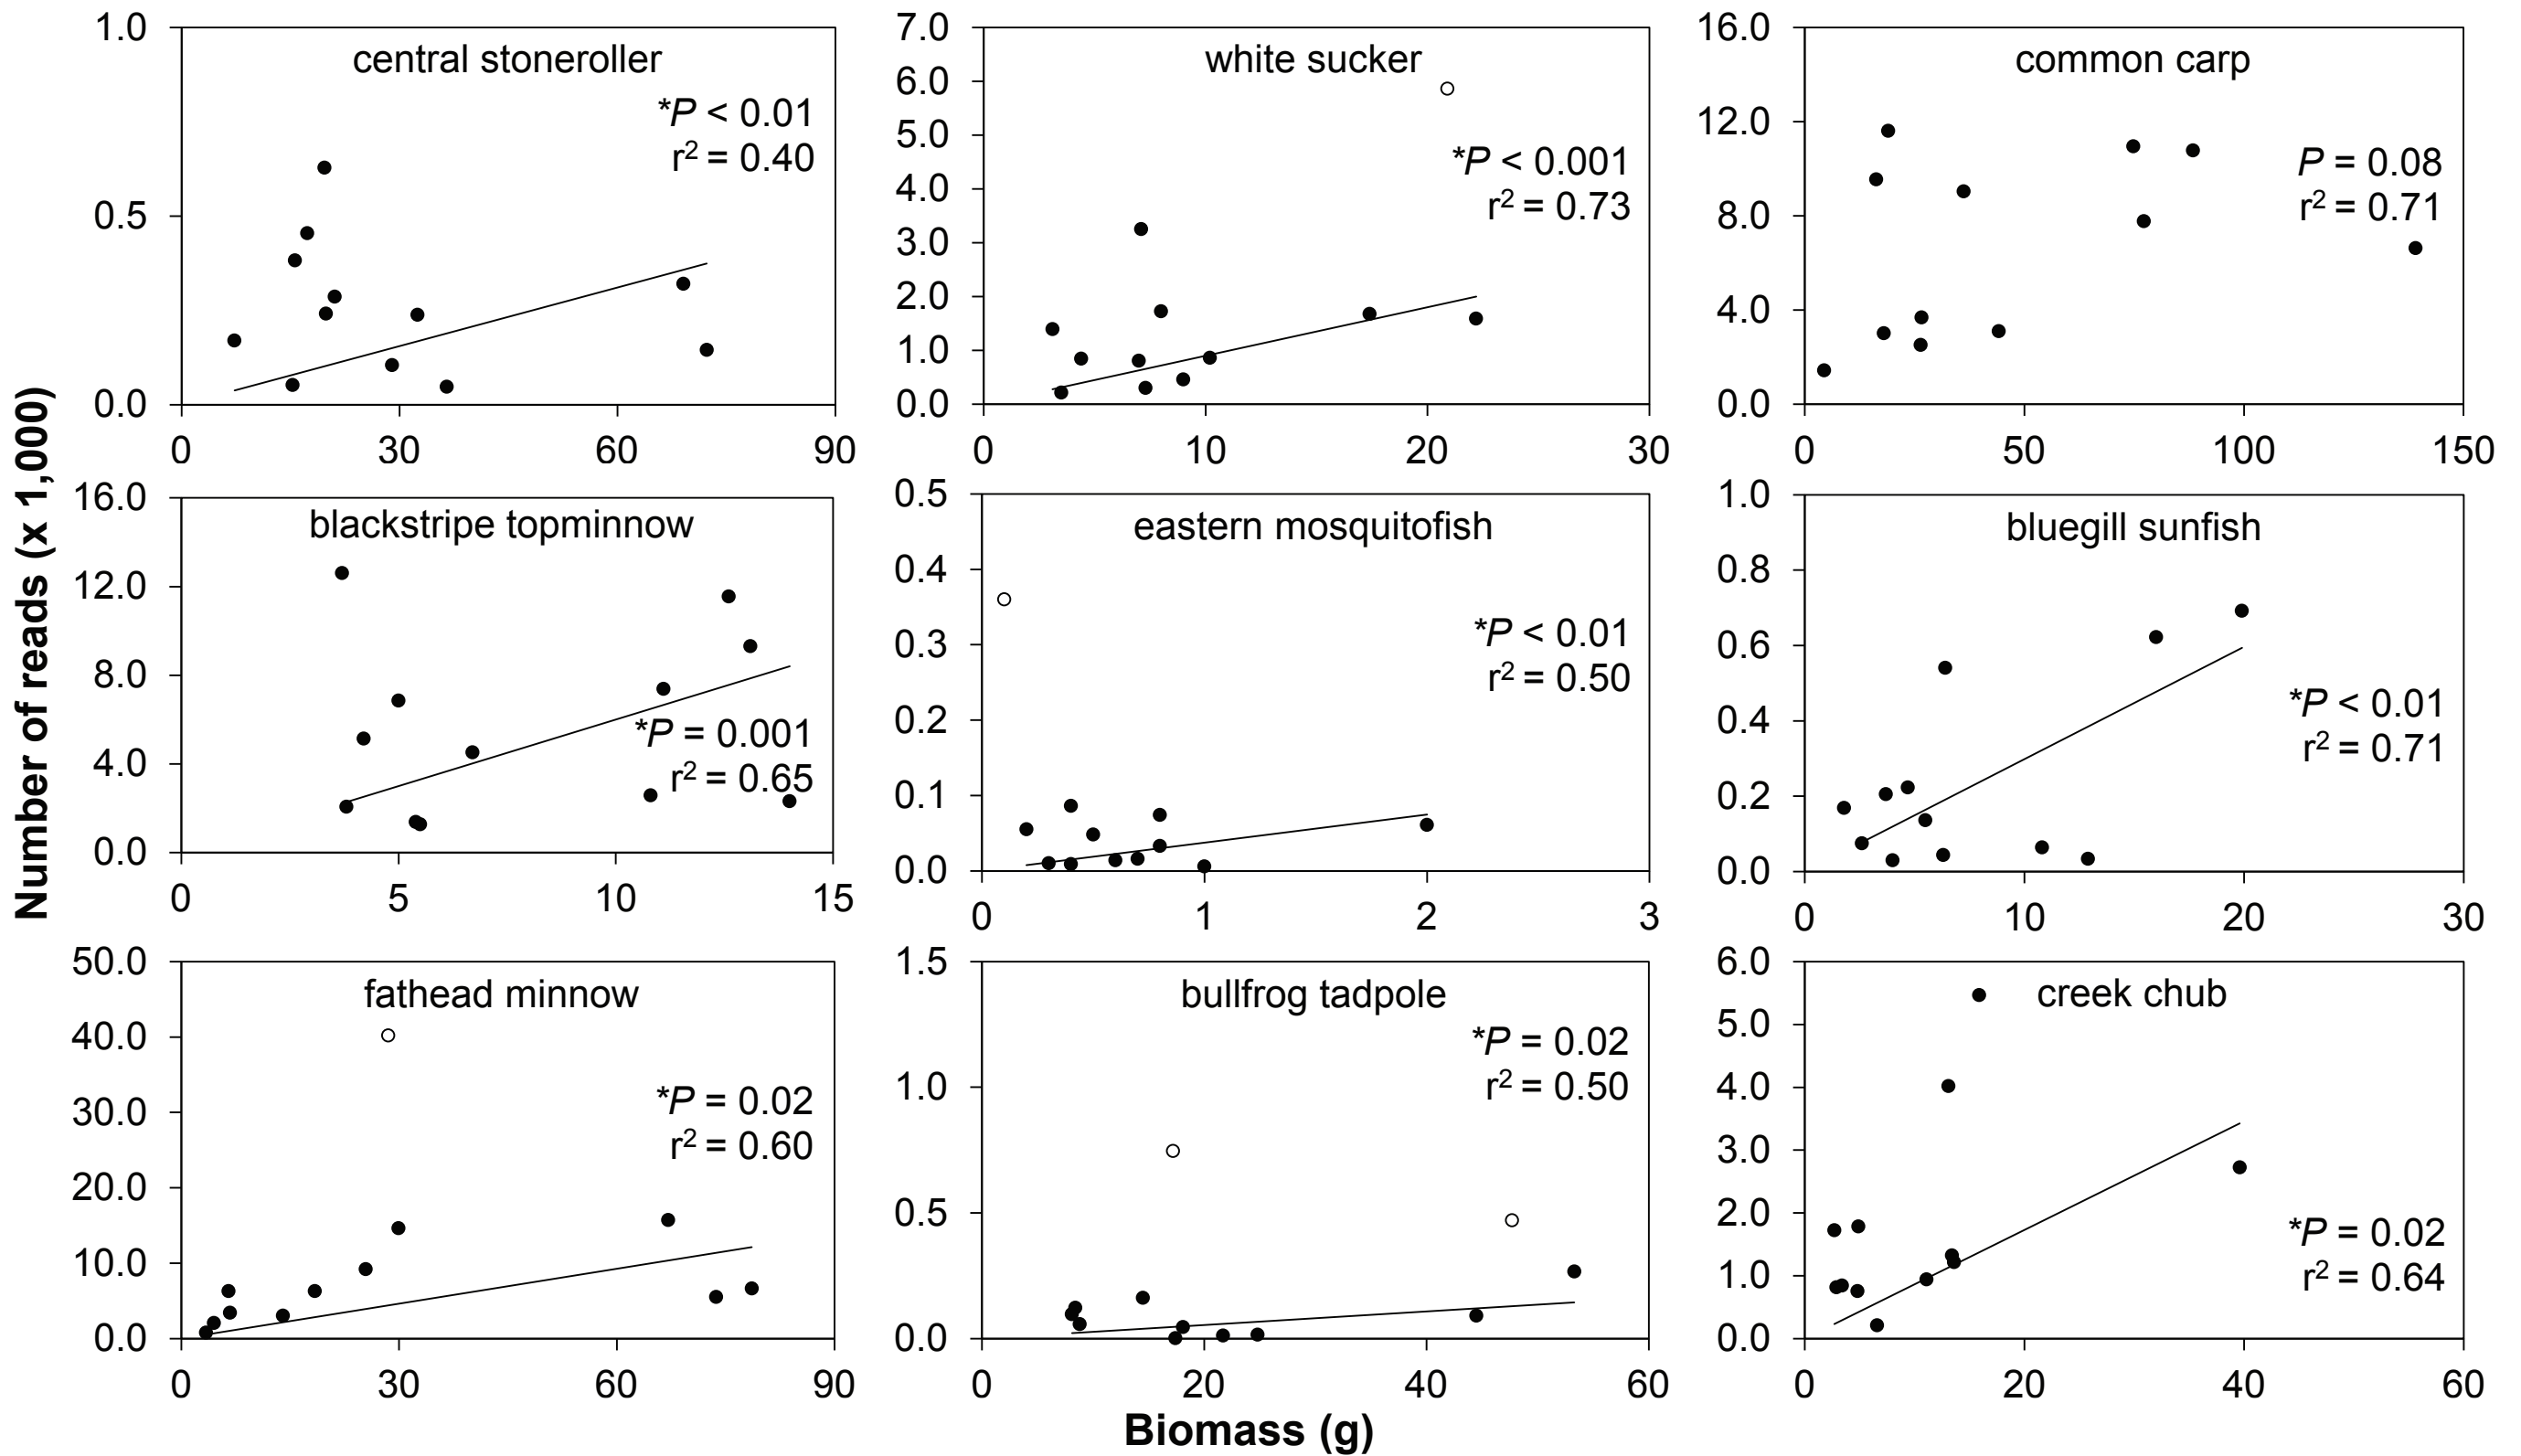 Number of reads (x 1,000)
central stoneroller
*P < 0.01
r2 = 0.40
1.0
0.5
0.0
0 30 60 90
white sucker
*P < 0.001
r2 = 0.73
7.0
6.0
5.0
4.0
3.0
2.0
1.0
0.0
0 10 20 30
common carp
P = 0.08
r2 = 0.71
16.0
12.0
8.0
4.0
0.0
0 50 100 150
blackstripe topminnow
*P = 0.001
r2 = 0.65
16.0
12.0
8.0
4.0
0.0
0 5 10 15
eastern mosquitofish
*P < 0.01
r2 = 0.50
0.5
0.4
0.3
0.2
0.1
0.0
0 1 2 3
bluegill sunfish
*P < 0.01
r2 = 0.71
1.0
0.8
0.6
0.4
0.2
0.0
0 10 20 30
fathead minnow
*P = 0.02
r2 = 0.60
50.0
40.0
30.0
20.0
10.0
0.0
0 30 60 90
bullfrog tadpole
*P = 0.02
r2 = 0.50
1.5
1.0
0.5
0.0
0 20 40 60
creek chub
*P = 0.02
r2 = 0.64
6.0
5.0
4.0
3.0
2.0
1.0
0.0
0 20 40 60
Biomass (g)